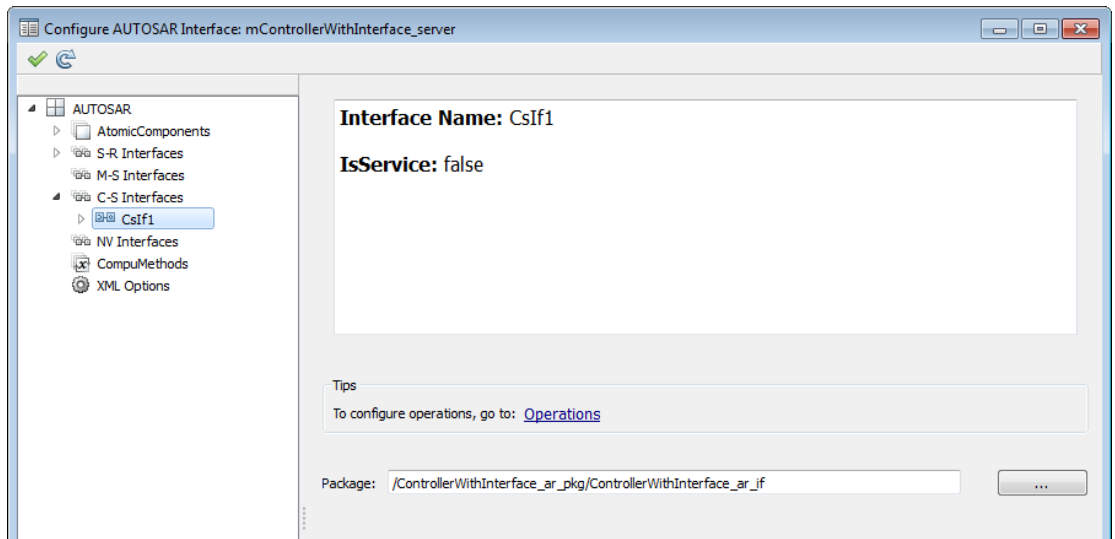 Configure AUTOSAR Interface: mControllerWithInterface_server
AUTOSAR
AtomicComponents
S-R Interfaces
M-S Interfaces
C-S Interfaces
CsIf1
NV Interfaces
CompuMethods
XML Options
Interface Name: CsIf1
IsService: false
Tips
To configure operations, go to: Operations
Package: /ControllerWithInterface_ar_pkg/ControllerWithInterface_ar_if
...